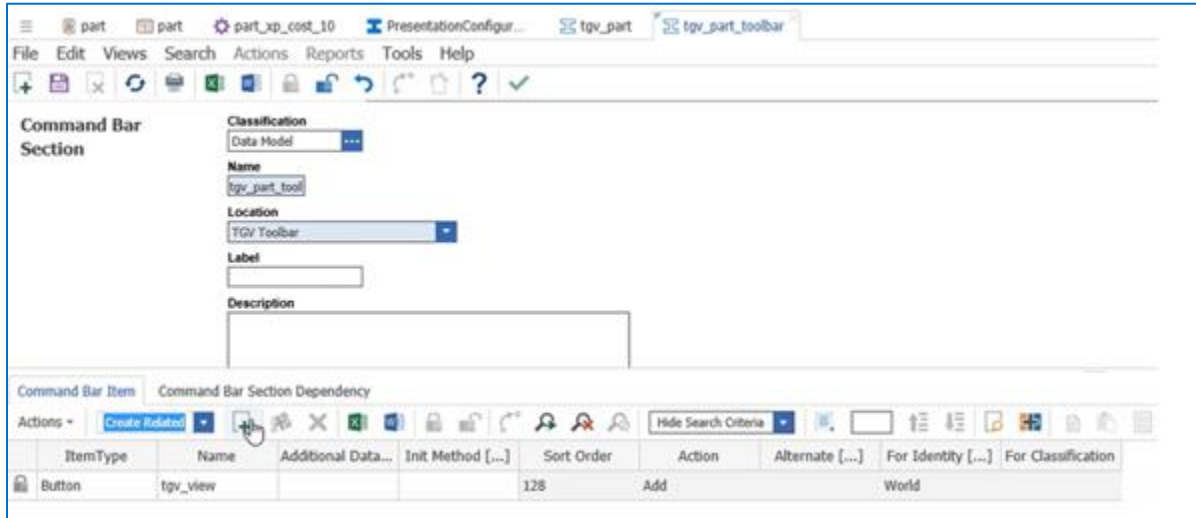 part part part_xp_cost_10 PresentationConfigur... tgv_part tgv_part_toolbar
File Edit Views Search Actions Reports Tools Help
Command Bar
Section
Classification
Data Model
Name
tgv_part_tool
Location
TGV Toolbar
Label
Description
Command Bar Item Command Bar Section Dependency
Actions Create Related Hide Search Criteria
ItemType Name Additional Data... Init Method [...] Sort Order Action Alternate [...] For Identity [...] For Classification
Button tgv_view 128 Add World